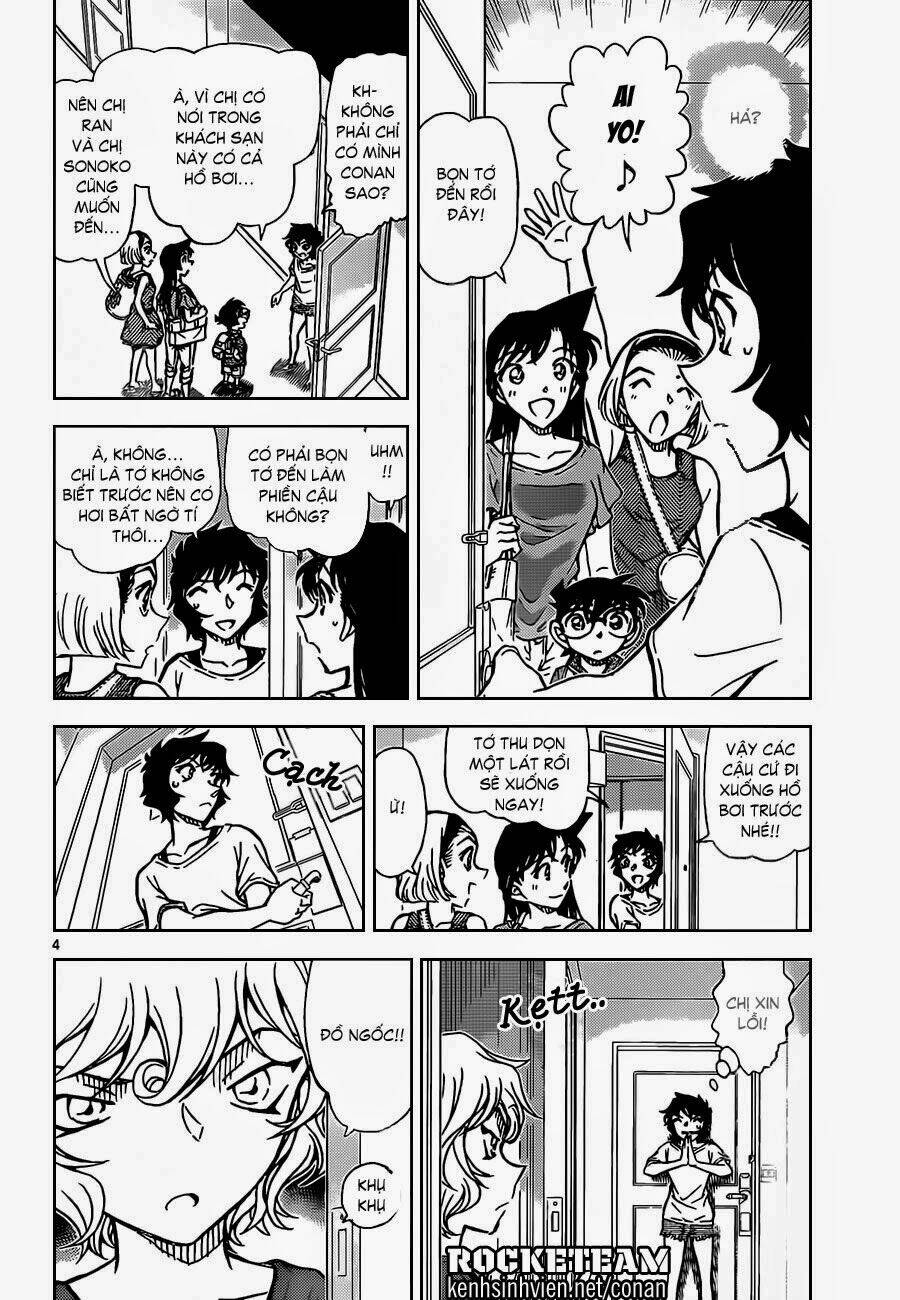 HẢ?
AI
YO!
♪
BỌN TỚ
ĐẾN RỒI
ĐÂY!
KH-
KHÔNG
PHẢI CHỈ
CÓ MÌNH
CONAN
SAO?
À, VÌ CHỊ CÓ
NÓI TRONG
KHÁCH SẠN
NÀY CÓ CẢ
HỒ BƠI...
NÊN CHỊ
RAN
VÀ CHỊ
SONOKO
CŨNG
MUỐN
ĐẾN...
UHM
!!
CÓ PHẢI BỌN
TỚ ĐẾN LÀM
PHIỀN CẬU
KHÔNG?
À, KHÔNG...
CHỈ LÀ TỚ KHÔNG
BIẾT TRƯỚC NÊN CÓ
HƠI BẤT NGỜ TÍ
THÔI...
VẬY CÁC
CẬU CỨ ĐI
XUỐNG HỒ
BƠI TRƯỚC
NHÉ!!
TỚ THU DỌN
MỘT LÁT RỒI
SẼ XUỐNG
NGAY!
Ừ!
Cạch
4
CHỊ XIN
LỖI!
Kẹtt..
ĐỒ NGỐC!!
KHỤ
KHỤ
ROCKETEAM
kenhsinhvien.net/conan